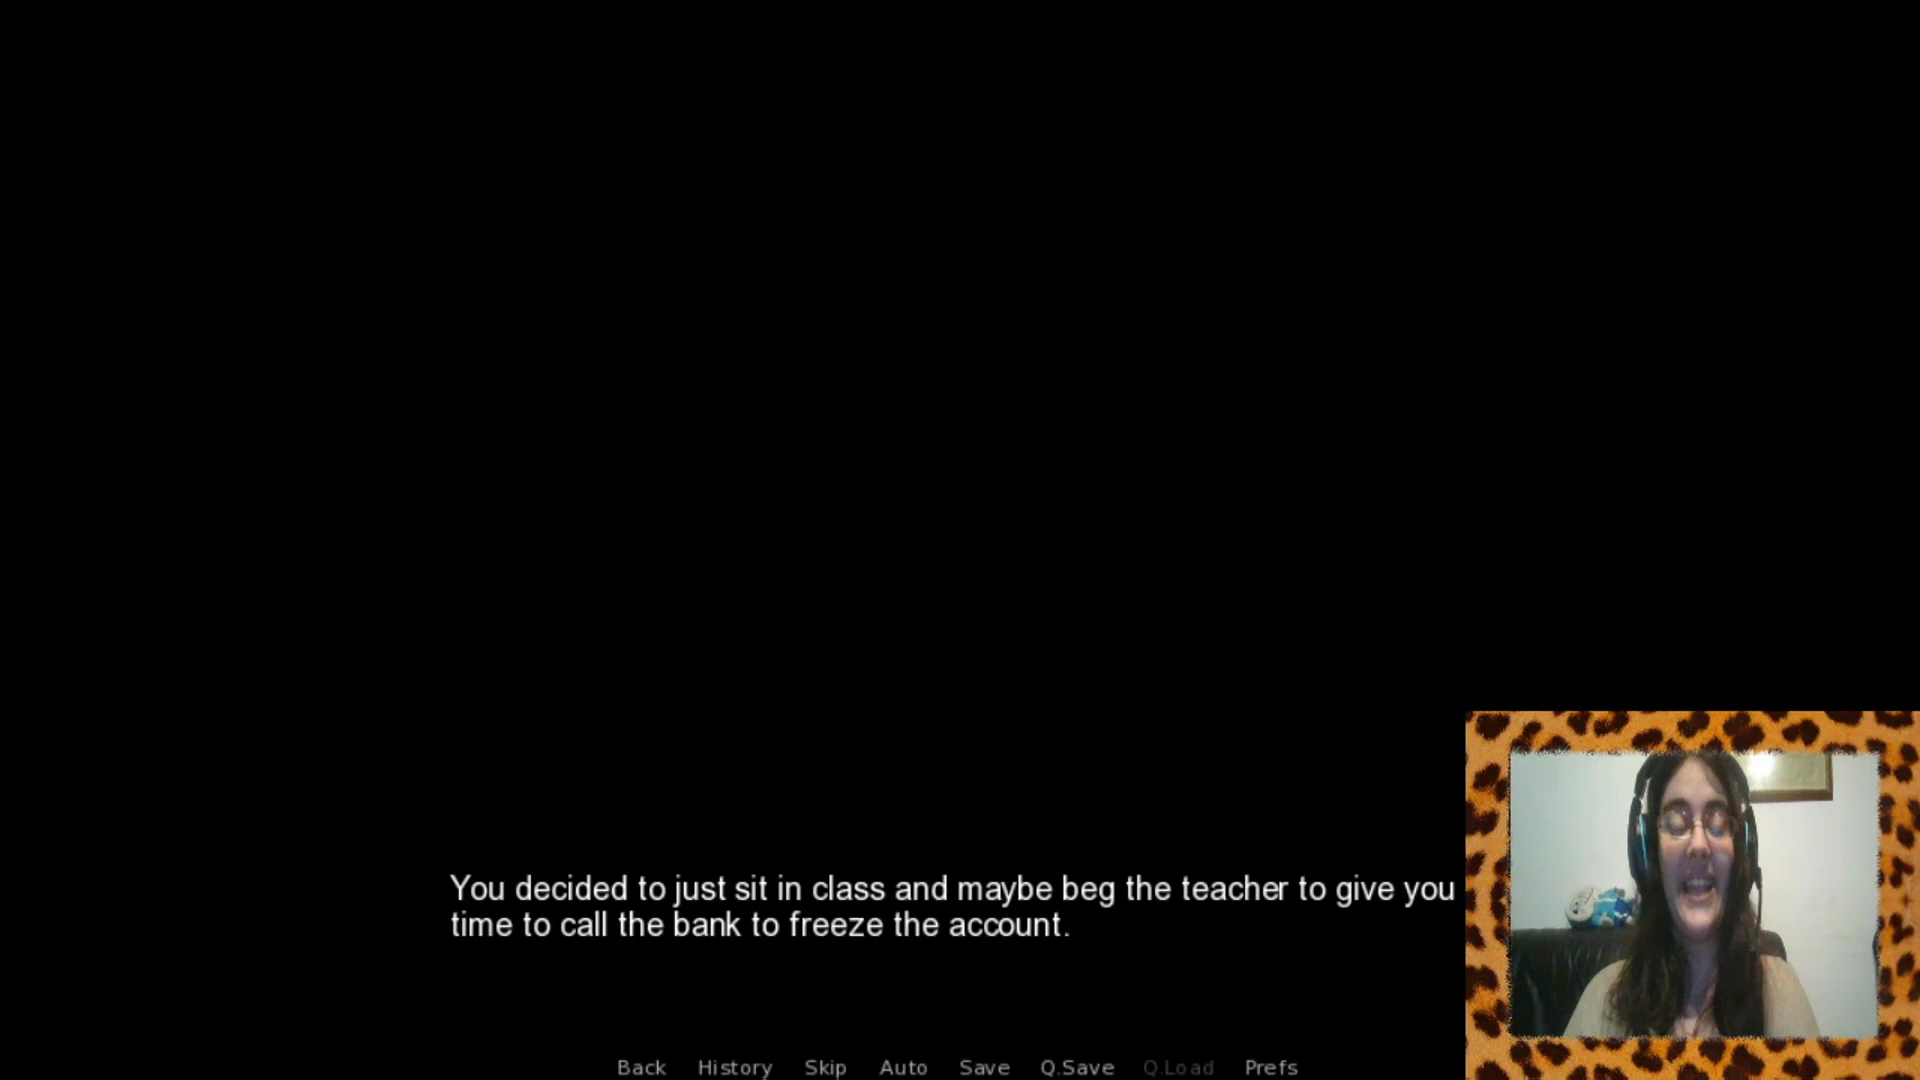 You decided to just sit in class and maybe beg the teacher to give you
time to call the bank to freeze the account.
Back History Skip Auto Save Q.Save Q.Load Prefs